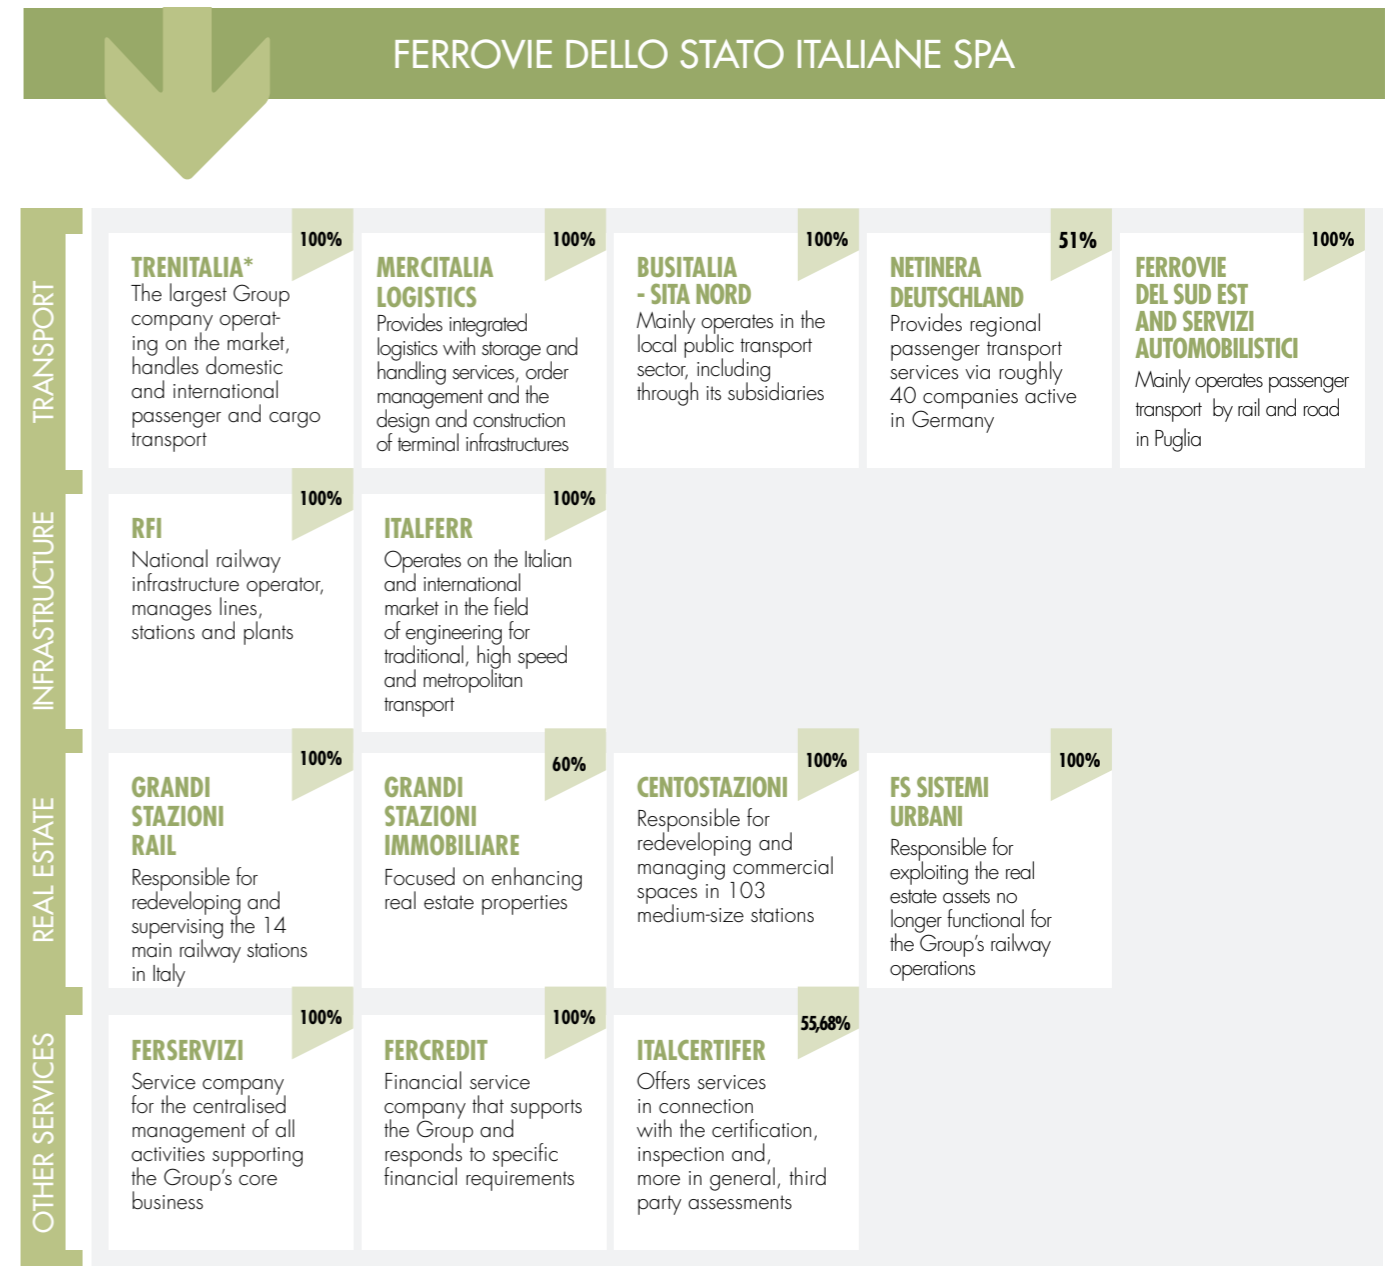 FERROVIE DELLO STATO ITALIANE SPA
TRANSPORT
100%
TRENITALIA*
The largest Group
company operat-
ing on the market,
handles domestic
and international
passenger and cargo
transport
100%
MERCITALIA
LOGISTICS
Provides integrated
logistics with storage and
handling services, order
management and the
design and construction
of terminal infrastructures
100%
BUSITALIA
- SITA NORD
Mainly operates in the
local public transport
sector, including
through its subsidiaries
51%
NETINERA
DEUTSCHLAND
Provides regional
passenger transport
services via roughly
40 companies active
in Germany
100%
FERROVIE
DEL SUD EST
AND SERVIZI
AUTOMOBILISTICI
Mainly operates passenger
transport by rail and road
in Puglia
INFRASTRUCTURE
100%
RFI
National railway
infrastructure operator,
manages lines,
stations and plants
100%
ITALFERR
Operates on the Italian
and international
market in the field
of engineering for
traditional, high speed
and metropolitan
transport
REAL ESTATE
100%
GRANDI
STAZIONI
RAIL
Responsible for
redeveloping and
supervising the 14
main railway stations
in Italy
60%
GRANDI
STAZIONI
IMMOBILIARE
Focused on enhancing
real estate properties
100%
CENTOSTAZIONI
Responsible for
redeveloping and
managing commercial
spaces in 103
medium-size stations
100%
FS SISTEMI
URBANI
Responsible for
exploiting the real
estate assets no
longer functional for
the Group's railway
operations
OTHER SERVICES
100%
FERSERVIZI
Service company
for the centralised
management of all
activities supporting
the Group's core
business
100%
FERCREDIT
Financial service
company that supports
the Group and
responds to specific
financial requirements
55,68%
ITALCERTIFER
Offers services
in connection
with the certification,
inspection and,
more in general, third
party assessments